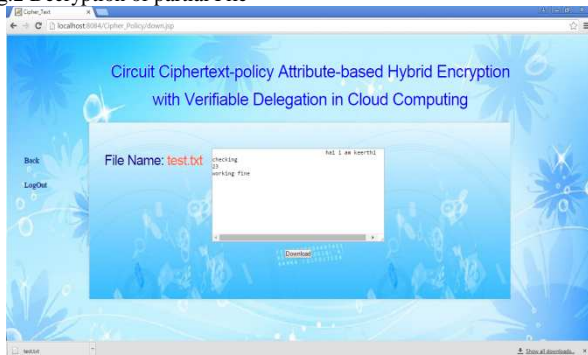 g.2 Decryption of partial File
Cipher_Text
localhost:8084/Cipher_Policy/down.jsp
Circuit Ciphertext-policy Attribute-based Hybrid Encryption
with Verifiable Delegation in Cloud Computing
Back
LogOut
File Name: test.txt
hai i am keerthi
checking
23
working fine
Download
test.txt
Show all downloads...